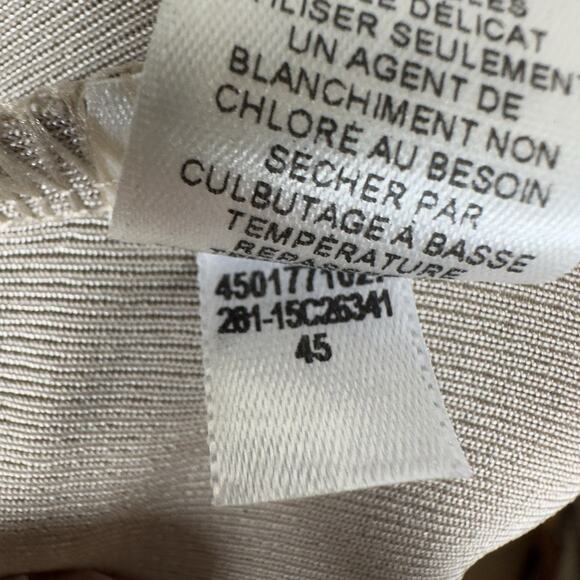 DÉLICAT
UTILISER SEULEMENT
UN AGENT DE
BLANCHIMENT NON
CHLORÉ AU BESOIN
SÉCHER PAR
CULBUTAGE À BASSE
TEMPÉRATURE
281-15C26341
45